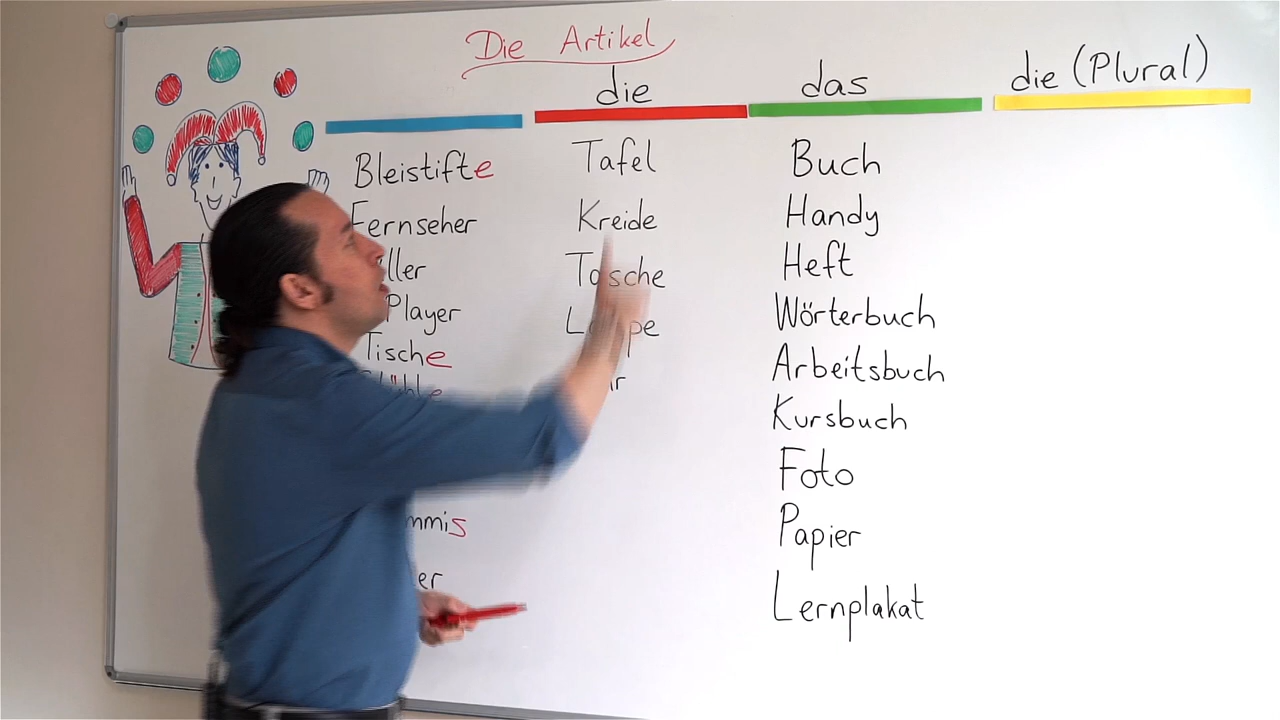 Die Artikel
die
das
die (Plural)
Bleistifte
Fernseher
Player
Tische
Tafel
Kreide
Tasche
Buch
Handy
Heft
Wörterbuch
Arbeitsbuch
Kursbuch
Foto
Papier
Lernplakat